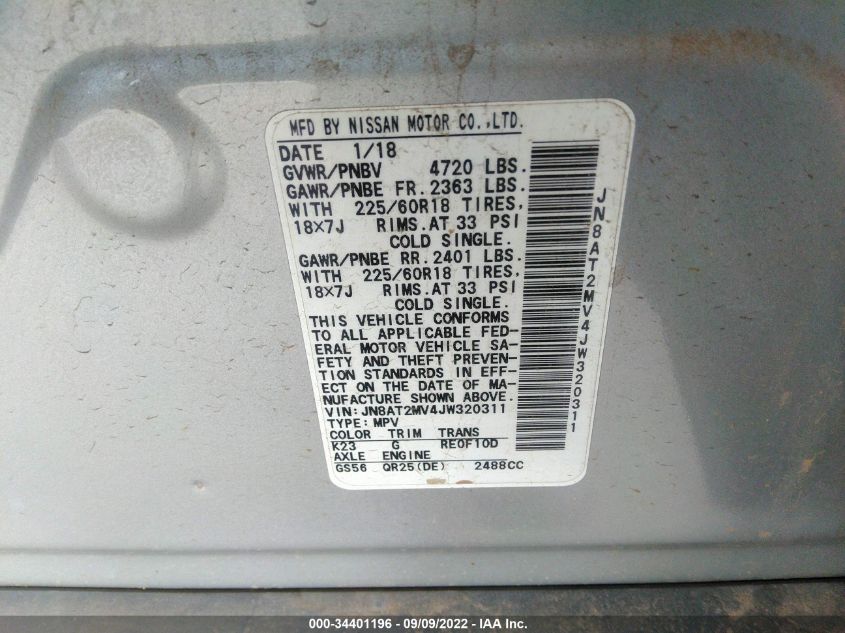 MFD BY NISSAN MOTOR CO.,LTD.
DATE 1/18
GVWR/PNBV 4720 LBS.
GAWR/PNBE FR. 2363 LBS.
WITH 225/60R18 TIRES,
18×7J RIMS.AT 33 PSI
COLD SINGLE.
GAWR/PNBE RR. 2401 LBS.
WITH 225/60R18 TIRES,
18×7J RIMS.AT 33 PSI
COLD SINGLE.
THIS VEHICLE CONFORMS
TO ALL APPLICABLE FED-
ERAL MOTOR VEHICLE SA-
FETY AND THEFT PREVEN-
TION STANDARDS IN EFF-
ECT ON THE DATE OF MA-
NUFACTURE SHOWN ABOVE.
VIN: JN8AT2MV4JW320311
TYPE: MPV
COLOR TRIM TRANS
K23 G RE0F10D
AXLE ENGINE
GS56 QR25(DE) 2488CC
JN8AT2MV4JW320311
000-34401196 - 09/09/2022 - IAA Inc.